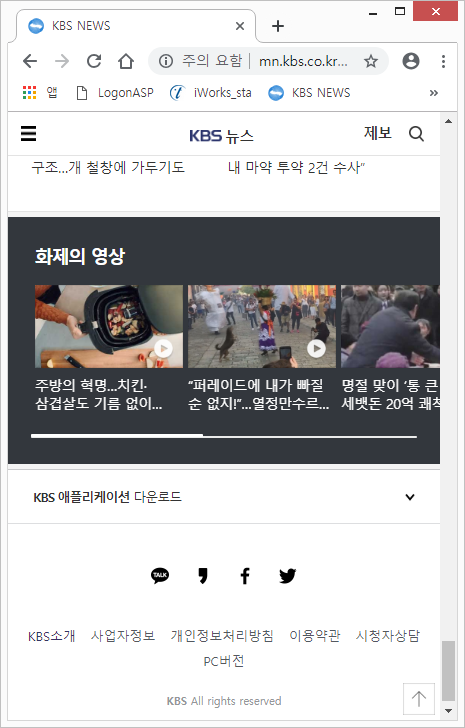 KBS NEWS
주의 요함 | mn.kbs.co.kr...
앱 LogonASP iWorks_sta KBS NEWS »
KBS 뉴스 제보
구조...개 철창에 가두기도 내 마약 투약 2건 수사"
화제의 영상
주방의 혁명...치킨·
삼겹살도 기름 없이...
"퍼레이드에 내가 빠질
순 없지!"...열정만수르...
명절 맞이 '통 큰
세뱃돈 20억 쾌척
KBS 애플리케이션 다운로드
TALK
KBS소개 사업자정보 개인정보처리방침 이용약관 시청자상담
PC버전
KBS All rights reserved